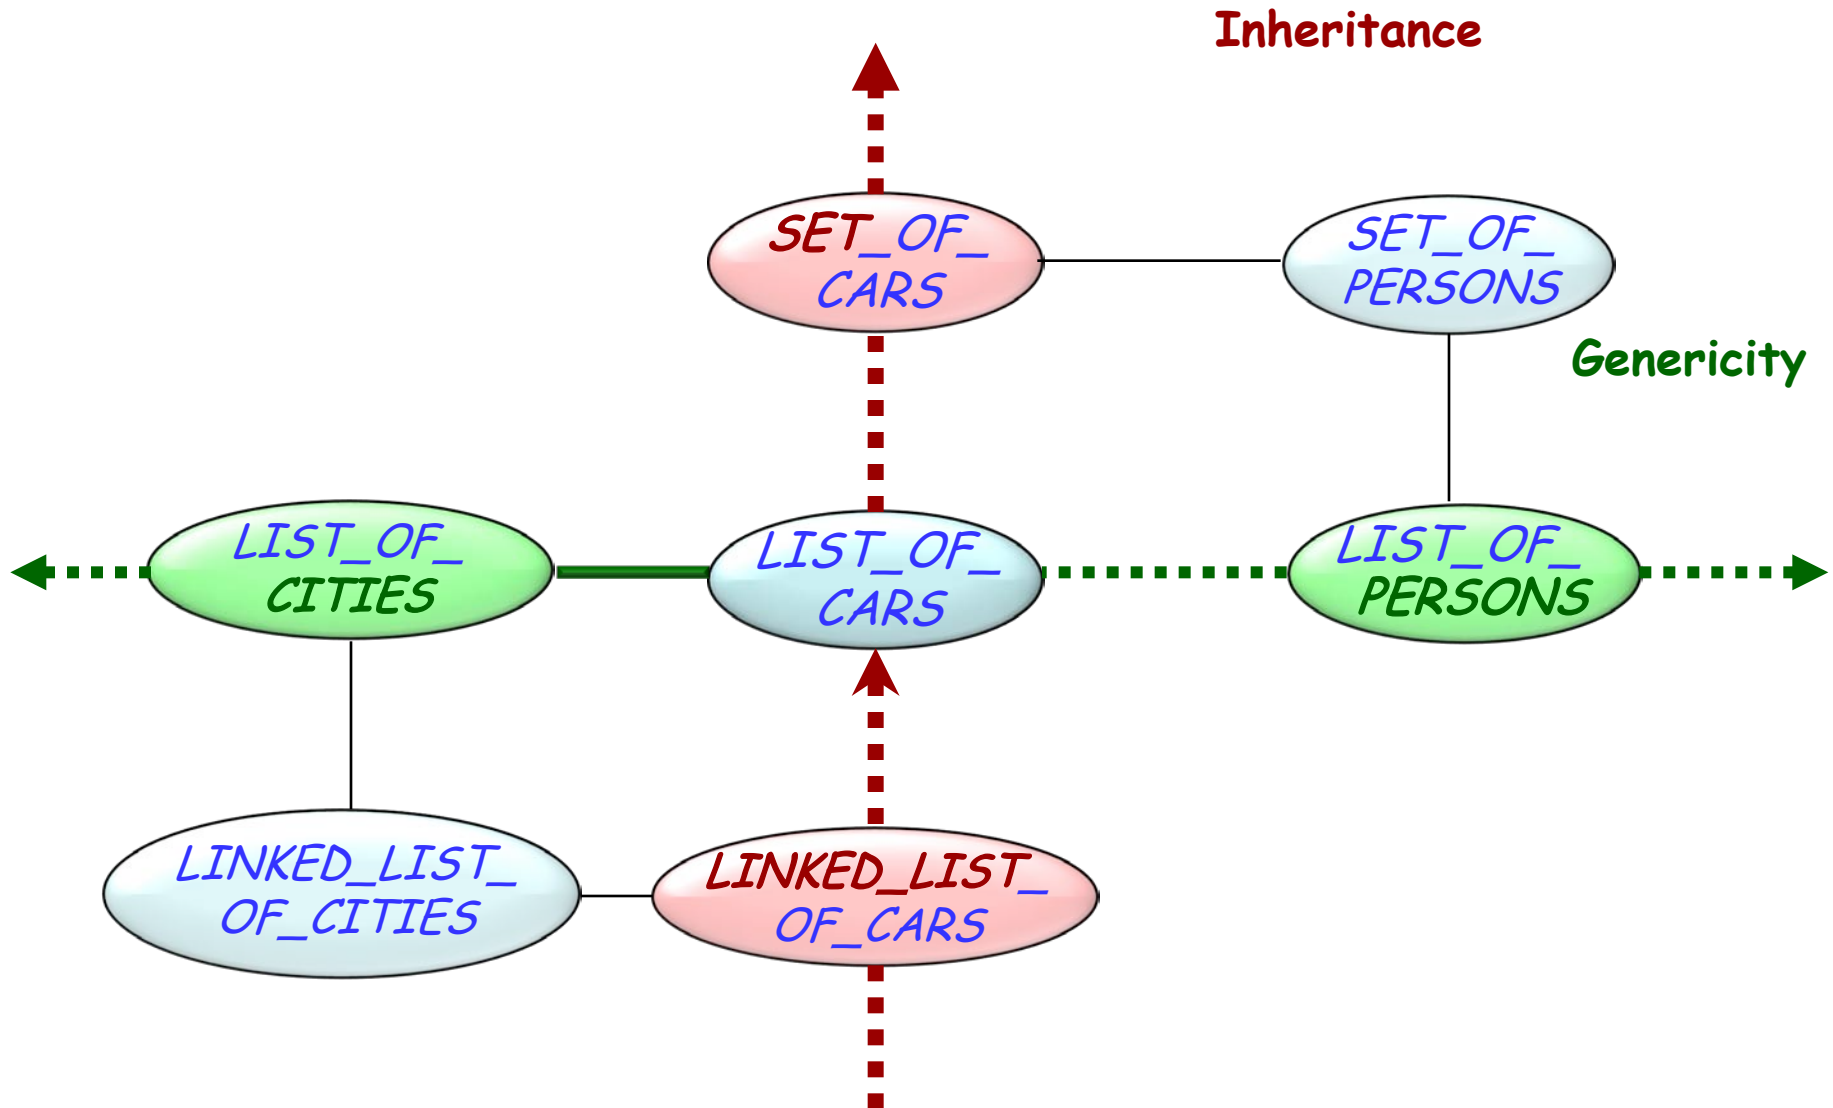 Inheritance
SET_OF_
CARS
SET_OF_
PERSONS
Genericity
LIST_OF_
CITIES
LIST_OF_
CARS
LIST_OF_
PERSONS
LINKED_LIST_
OF_CITIES
LINKED_LIST_
OF_CARS